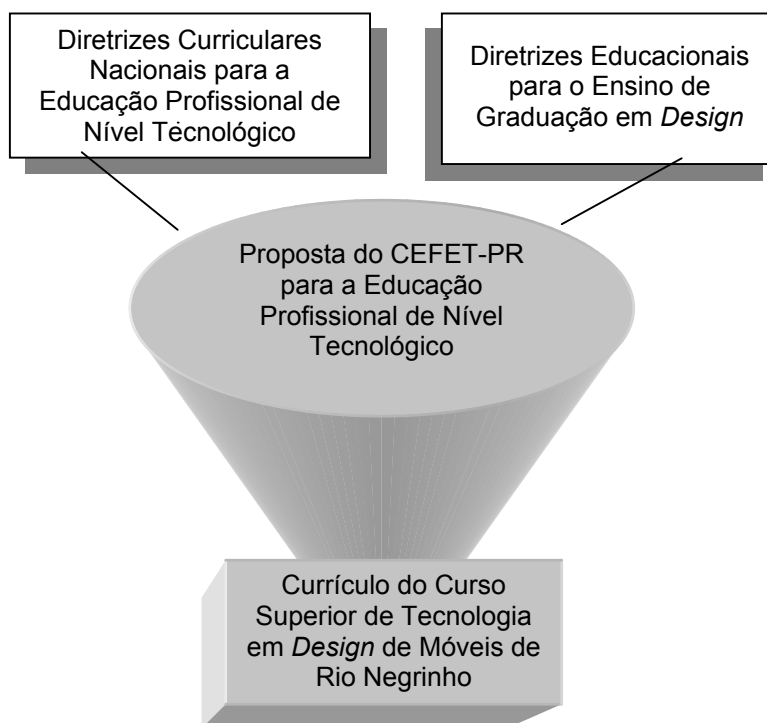 Diretrizes Curriculares
Nacionais para a
Educação Profissional de
Nível Tecnológico
Diretrizes Educacionais
para o Ensino de
Graduação em Design
Proposta do CEFET-PR
para a Educação
Profissional de Nível
Tecnológico
Currículo do Curso
Superior de Tecnologia
em Design de Móveis de
Rio Negrinho